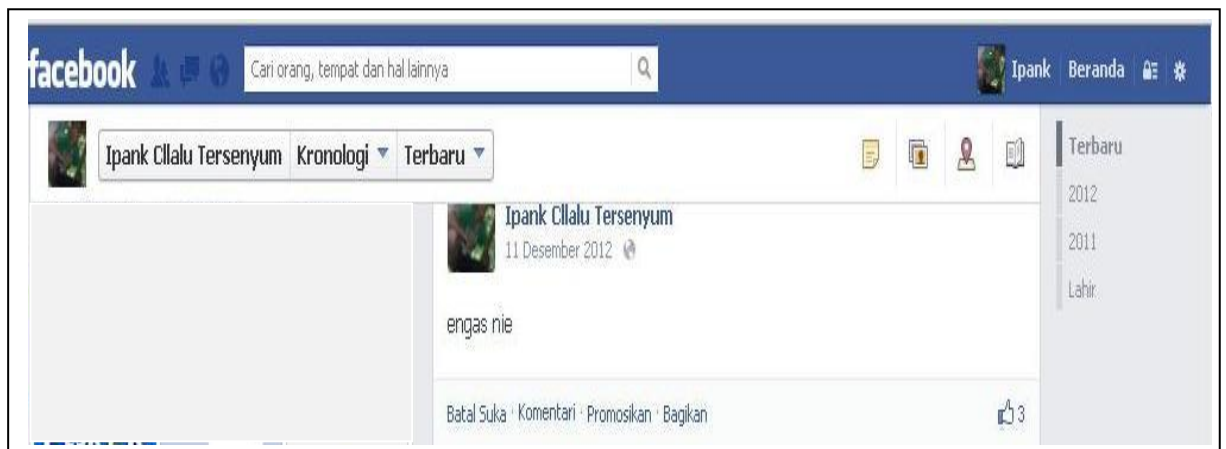 facebook Cari orang, tempat dan hal lainnya Ipank Beranda
Ipank Cllalu Tersenyum Kronologi Terbaru
Terbaru
2012
2011
Lahir
Ipank Cllalu Tersenyum
11 Desember 2012
engas nie
Batal Suka · Komentari · Promosikan · Bagikan 3